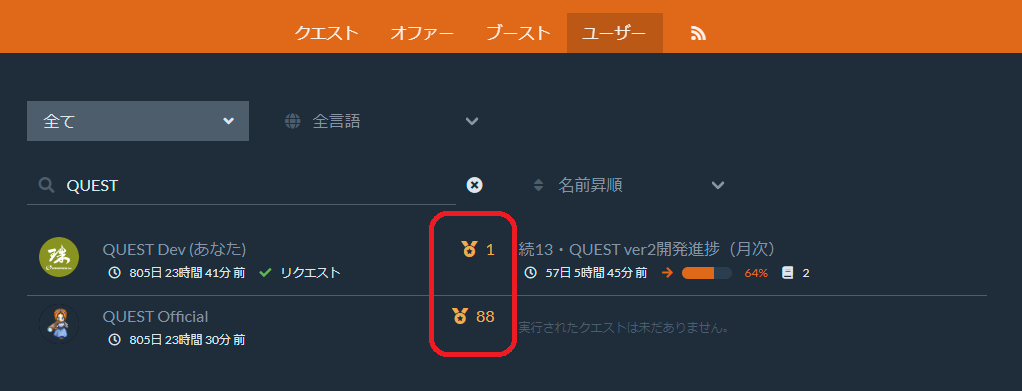 クエスト オファー ブースト ユーザー
全て 全言語
QUEST 名前昇順
QUEST Dev (あなた) 1 続13・QUEST ver2開発進捗（月次）
805日 23時間 41分 前 リクエスト 57日 5時間 45分 前 64% 2
QUEST Official 88 実行されたクエストは未だありません。
805日 23時間 30分 前